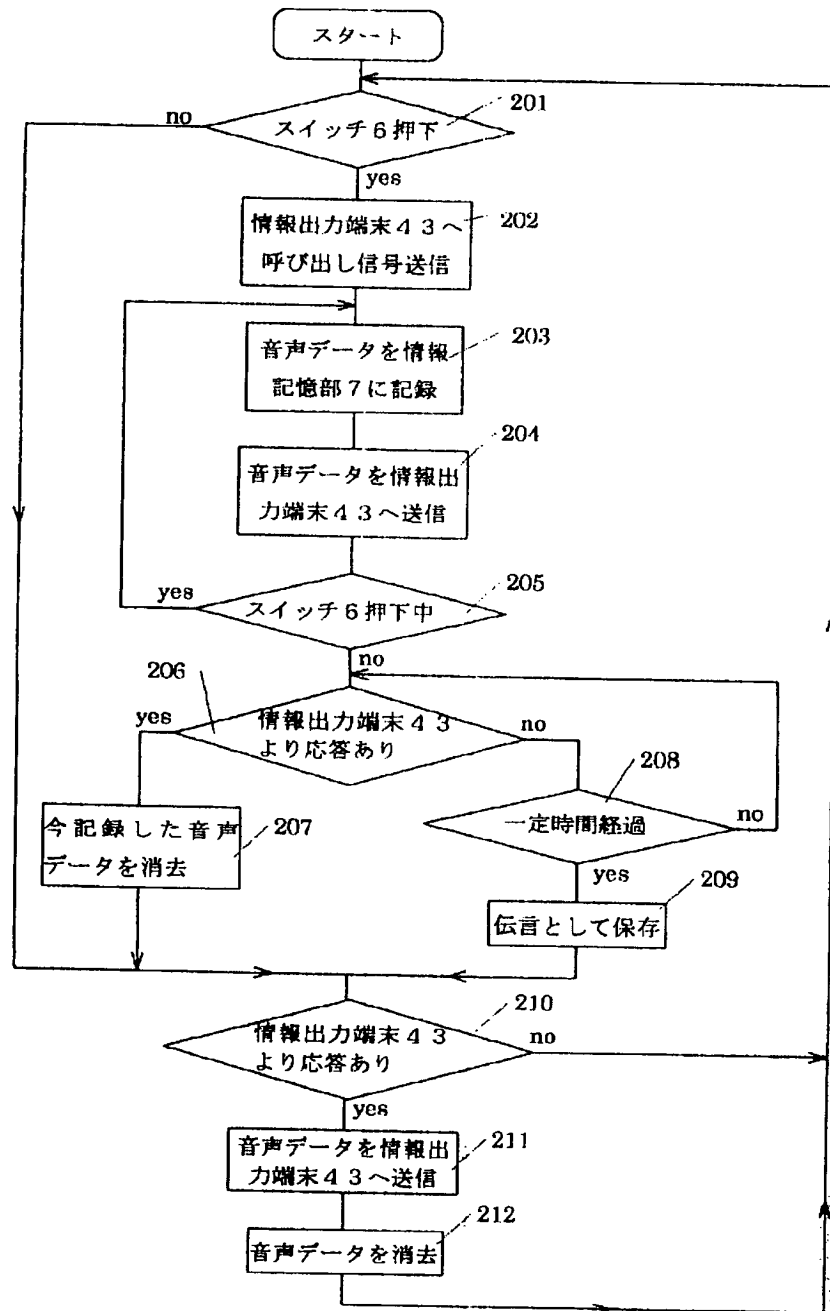 スタート
no
スイッチ6押下
201
yes
情報出力端末43へ
呼び出し信号送信
202
音声データを情報
記憶部7に記録
203
音声データを情報出
力端末43へ送信
204
yes
スイッチ6押下中
205
no
206
yes
情報出力端末43
より応答あり
no
208
一定時間経過
no
今記録した音声
データを消去
207
yes
209
伝言として保存
210
情報出力端末43
より応答あり
no
yes
音声データを情報出
力端末43へ送信
211
音声データを消去
212